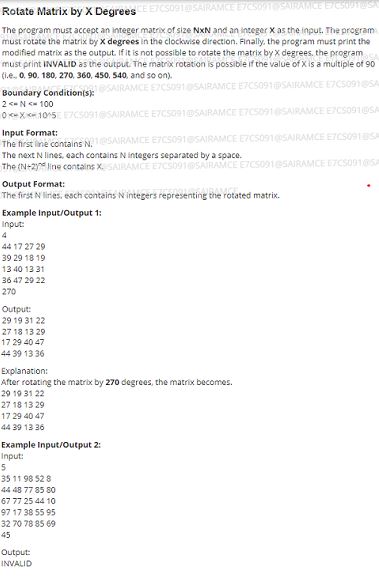 Rotate Matrix by X Degrees
The program must accept an integer matrix of size NxN and an integer X as the input. The program
must rotate the matrix by X degrees in the clockwise direction. Finally, the program must print the
modified matrix as the output. If it is not possible to rotate the matrix by X degrees, the program
must print INVALID as the output. The matrix rotation is possible if the value of X is a multiple of 90
(i.e., 0, 90, 180, 270, 360, 450, 540, and so on).
Boundary Condition(s):
2 <= N <= 100
0 <= X <= 10^5
Input Format:
The first line contains N.
The next N lines, each contains N integers separated by a space.
The (N+2)th line contains X.
Output Format:
The first N lines, each contains N integers representing the rotated matrix.
Example Input/Output 1:
Input:
4
44 17 27 29
39 29 18 19
13 40 13 31
36 47 29 22
270
Output:
29 19 31 22
27 18 13 29
17 29 40 47
44 39 13 36
Explanation:
After rotating the matrix by 270 degrees, the matrix becomes.
29 19 31 22
27 18 13 29
17 29 40 47
44 39 13 36
Example Input/Output 2:
Input:
5
35 11 98 52 8
44 48 77 85 80
67 77 25 44 10
97 17 38 55 95
32 70 78 85 69
45
Output:
INVALID